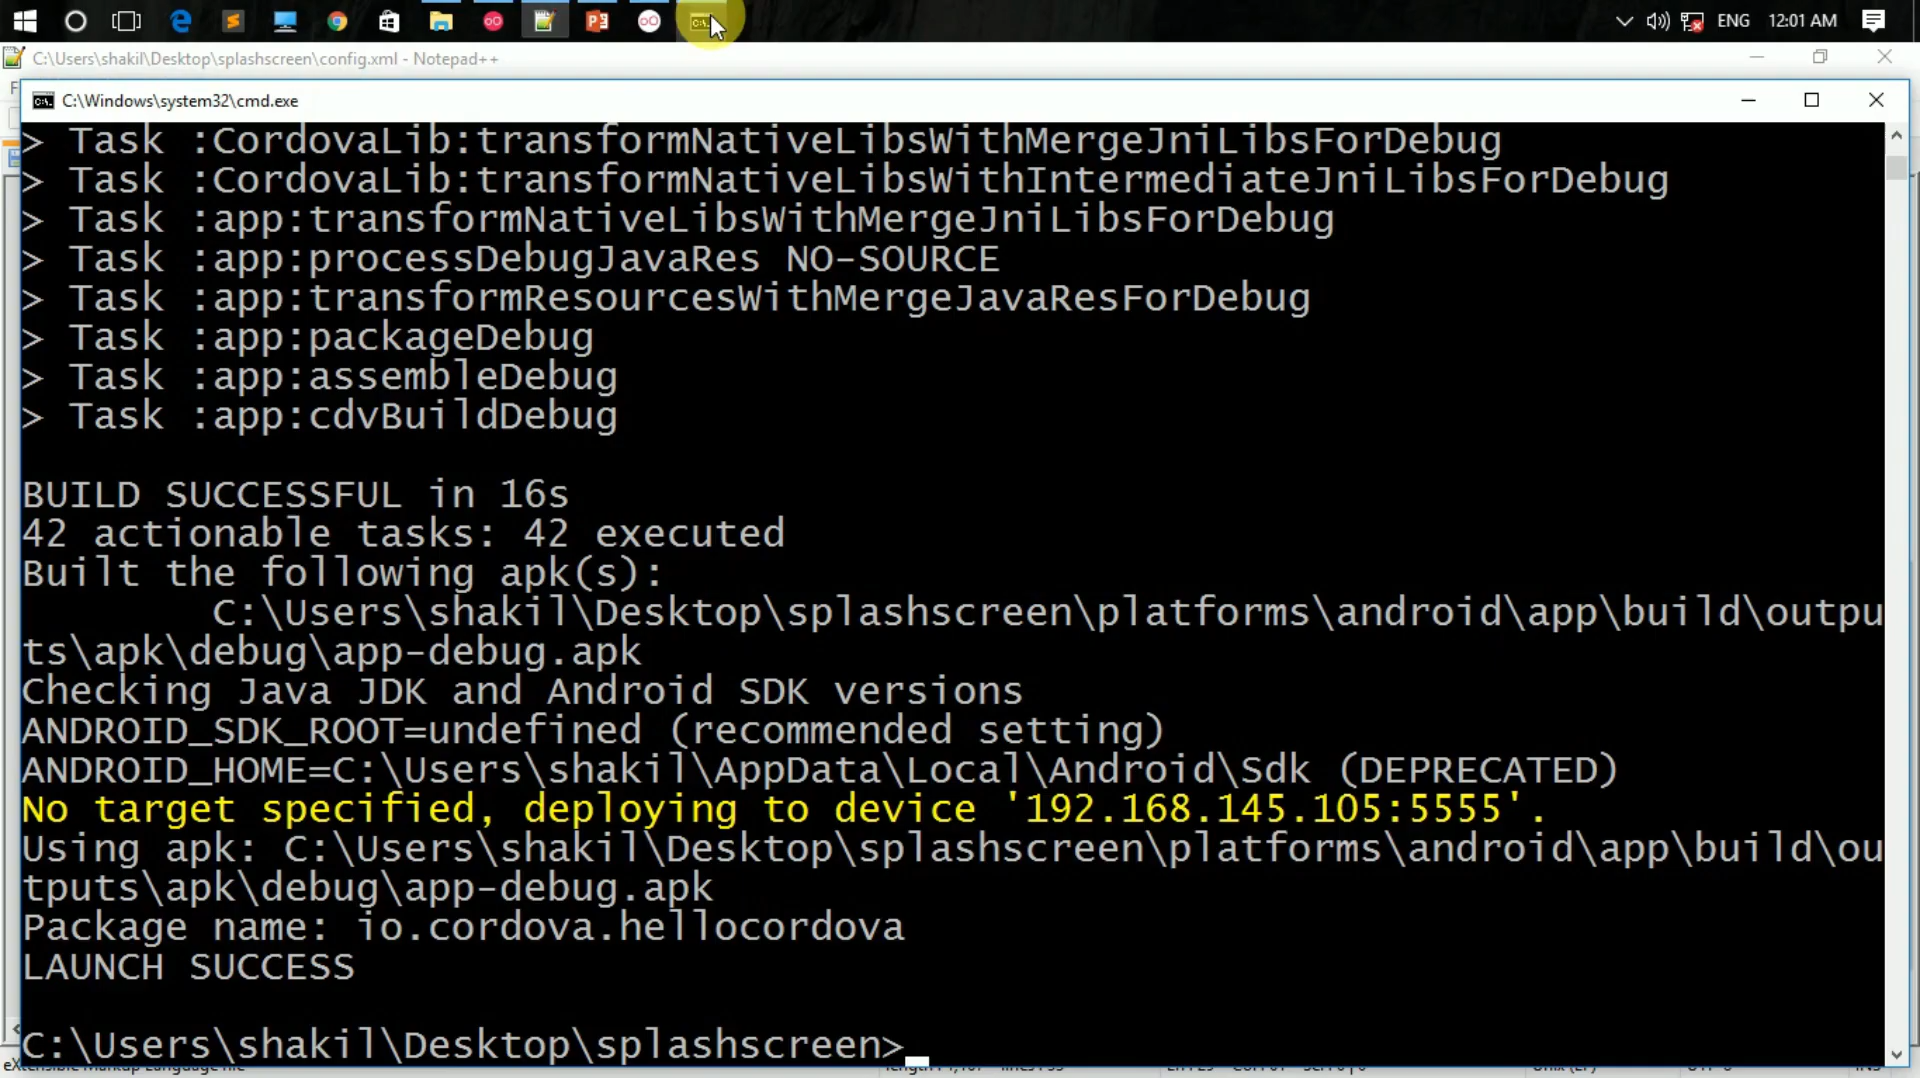 ENG 12:01 AM
C:\Users\shakil\Desktop\splashscreen\config.xml - Notepad++
C:\Windows\system32\cmd.exe
> Task :CordovaLib:transformNativeLibsWithMergeJniLibsForDebug
> Task :CordovaLib:transformNativeLibsWithIntermediateJniLibsForDebug
> Task :app:transformNativeLibsWithMergeJniLibsForDebug
> Task :app:processDebugJavaRes NO-SOURCE
> Task :app:transformResourcesWithMergeJavaResForDebug
> Task :app:packageDebug
> Task :app:assembleDebug
> Task :app:cdvBuildDebug
BUILD SUCCESSFUL in 16s
42 actionable tasks: 42 executed
Built the following apk(s):
C:\Users\shakil\Desktop\splashscreen\platforms\android\app\build\outpu
ts\apk\debug\app-debug.apk
Checking Java JDK and Android SDK versions
ANDROID_SDK_ROOT=undefined (recommended setting)
ANDROID_HOME=C:\Users\shakil\AppData\Local\Android\Sdk (DEPRECATED)
No target specified, deploying to device '192.168.145.105:5555'.
Using apk: C:\Users\shakil\Desktop\splashscreen\platforms\android\app\build\ou
tputs\apk\debug\app-debug.apk
Package name: io.cordova.hellocordova
LAUNCH SUCCESS
C:\Users\shakil\Desktop\splashscreen>